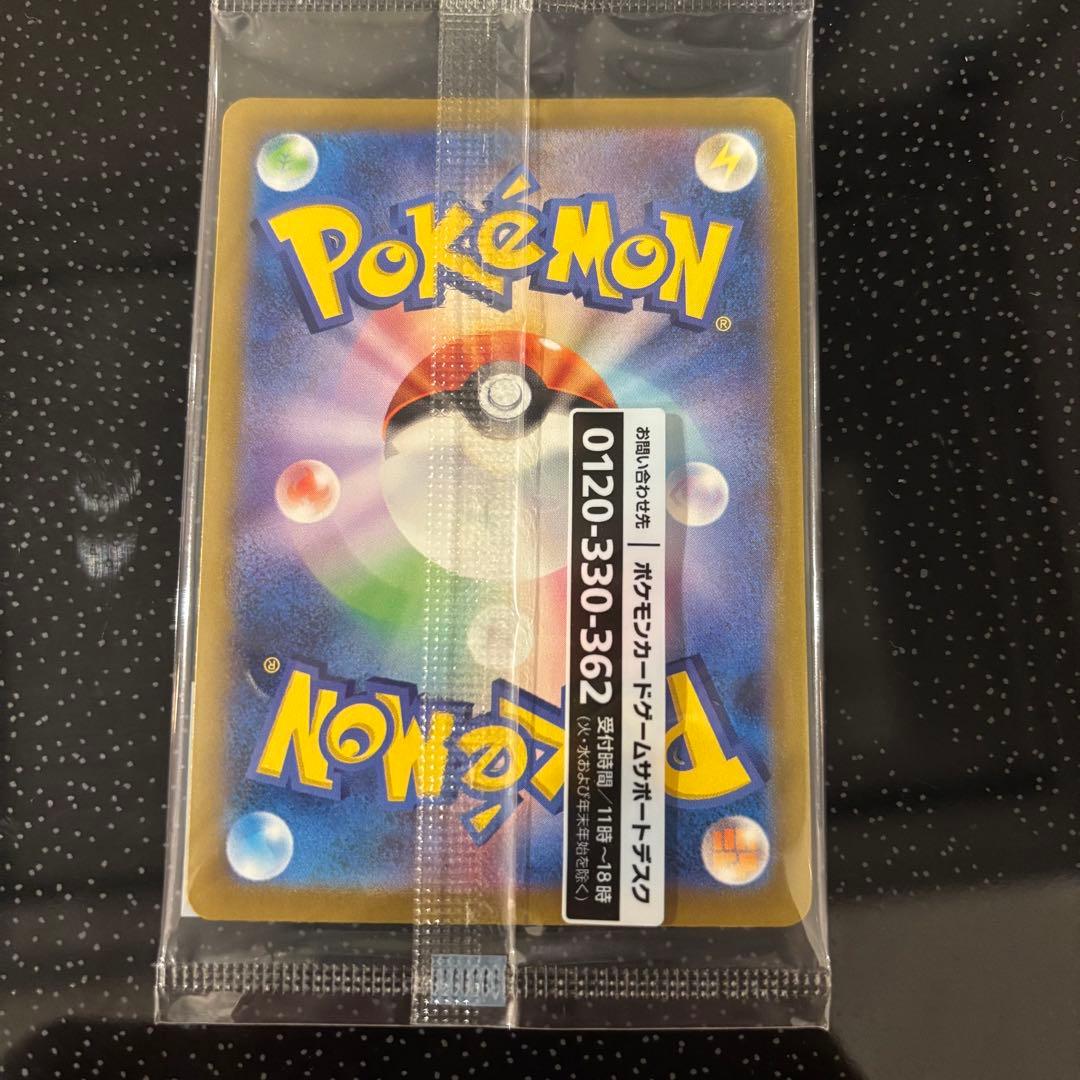 POKéMON
®
お問い合わせ先 | ポケモンカードゲームサポートデスク
0120-330-362 受付時間/11時~18時
(火・水および年末年始を除く)
POKéMON
®